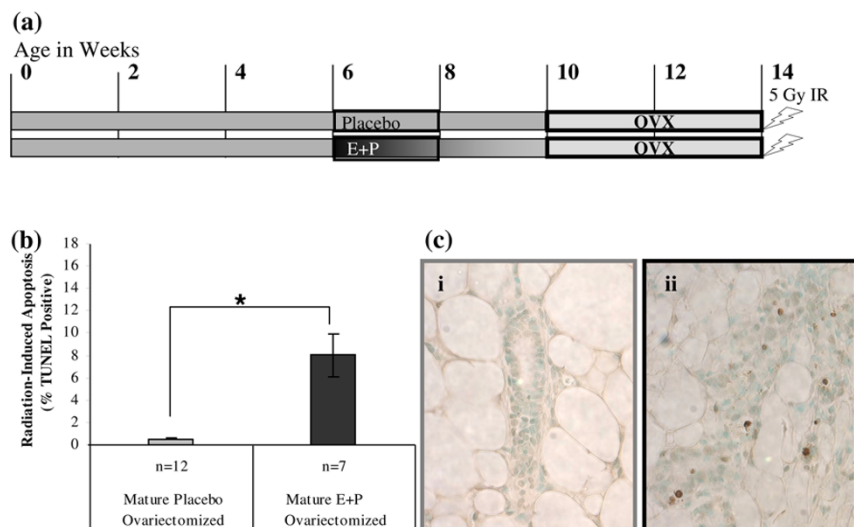 (a)
Age in Weeks
0 2 4 6 8 10 12 14
5 Gy IR
Placebo OVX
E+P OVX
(b)
Radiation-Induced Apoptosis
(% TUNEL Positive)
18
16
14
12
10
8
6
4
2
0
*
n=12 n=7
Mature Placebo Mature E+P
Ovariectomized Ovariectomized
(c)
i ii